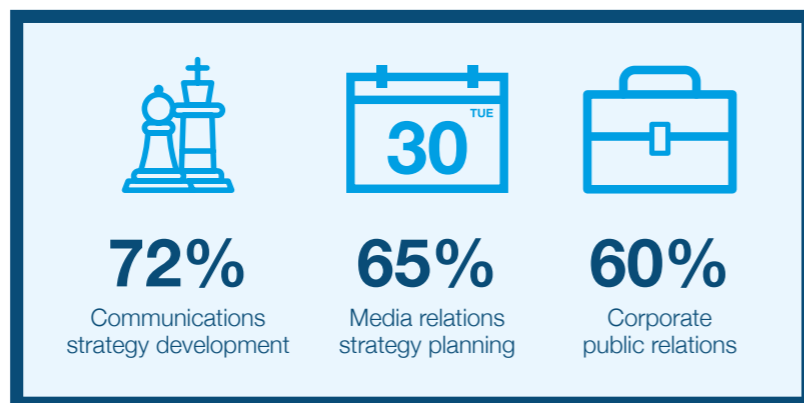 TUE
30
72%
Communications
strategy development
65%
Media relations
strategy planning
60%
Corporate
public relations